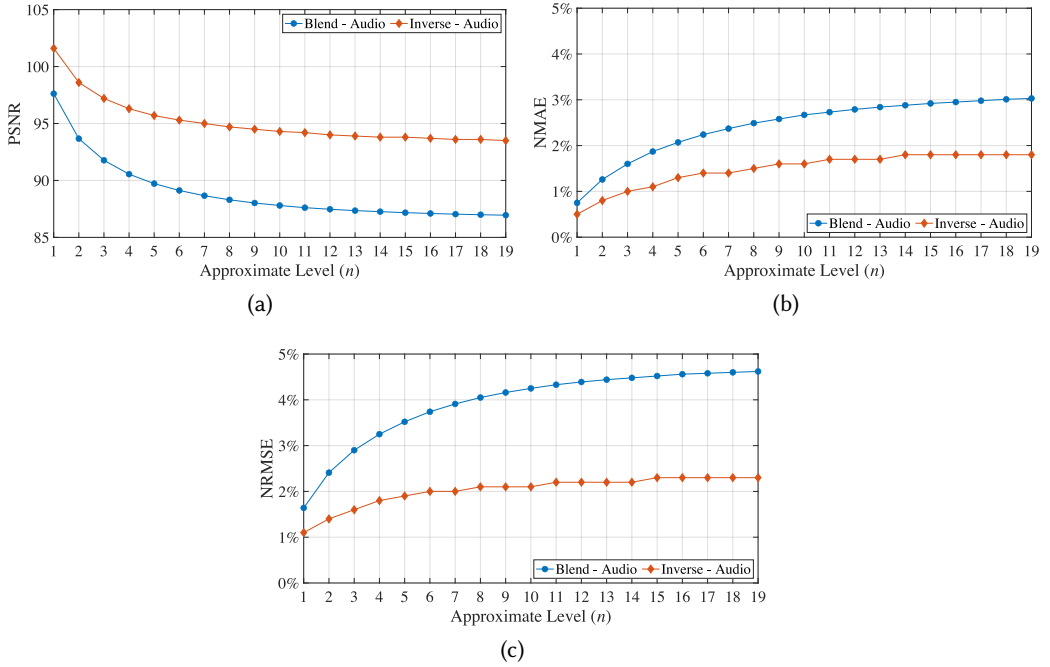 Blend - Audio Inverse - Audio
PSNR
100
95
90
85
1 2 3 4 5 6 7 8 9 10 11 12 13 14 15 16 17 18 19
Approximate Level (n)
(a)
5%
4%
3%
2%
1%
0%
NMAE
Blend - Audio Inverse - Audio
1 2 3 4 5 6 7 8 9 10 11 12 13 14 15 16 17 18 19
Approximate Level (n)
(b)
5%
4%
3%
2%
1%
0%
NRMSE
Blend - Audio Inverse - Audio
1 2 3 4 5 6 7 8 9 10 11 12 13 14 15 16 17 18 19
Approximate Level (n)
(c)